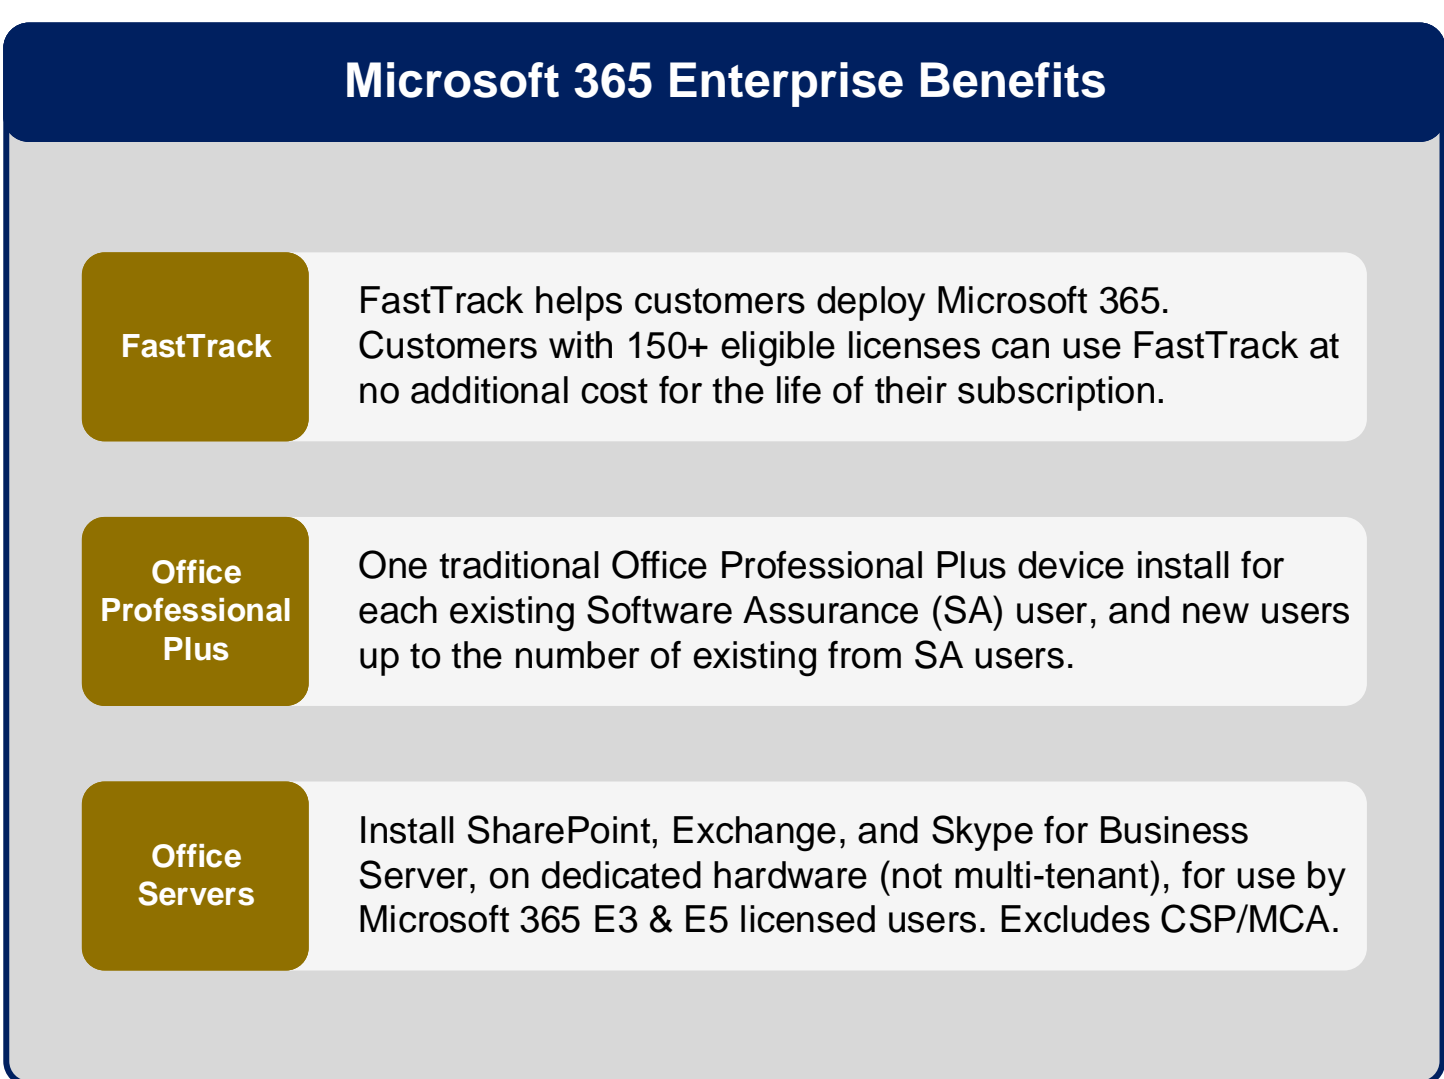 Microsoft 365 Enterprise Benefits
FastTrack
FastTrack helps customers deploy Microsoft 365.
Customers with 150+ eligible licenses can use FastTrack at
no additional cost for the life of their subscription.
Office
Professional
Plus
One traditional Office Professional Plus device install for
each existing Software Assurance (SA) user, and new users
up to the number of existing from SA users.
Office
Servers
Install SharePoint, Exchange, and Skype for Business
Server, on dedicated hardware (not multi-tenant), for use by
Microsoft 365 E3 & E5 licensed users. Excludes CSP/MCA.